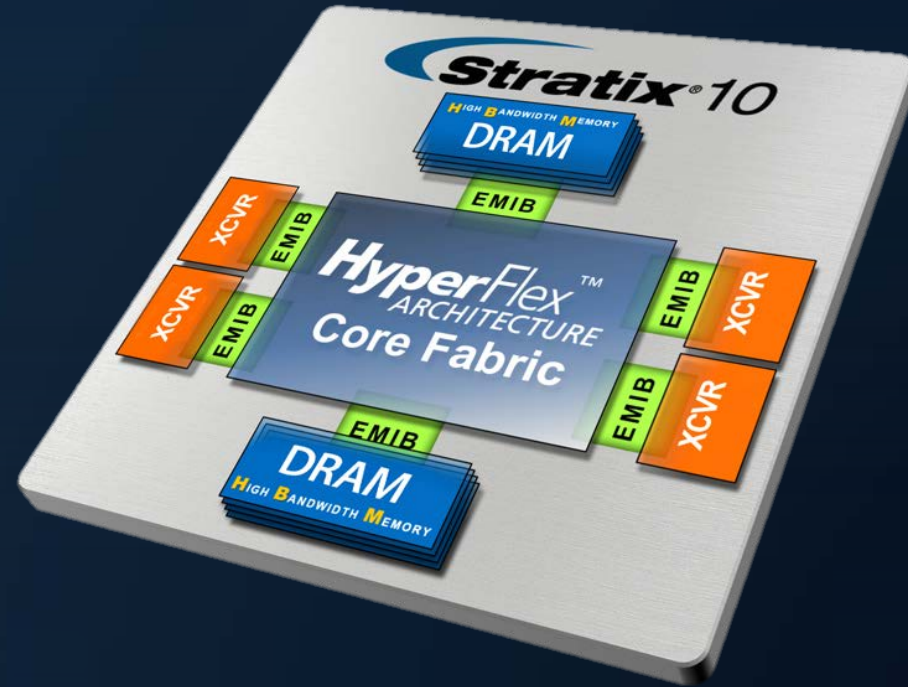 Stratix® 10
HIGH BANDWIDTH MEMORY
DRAM
EMIB
XCVR
EMIB
XCVR
EMIB
HyperFlex™
ARCHITECTURE
Core Fabric
EMIB
XCVR
EMIB
XCVR
EMIB
DRAM
HIGH BANDWIDTH MEMORY